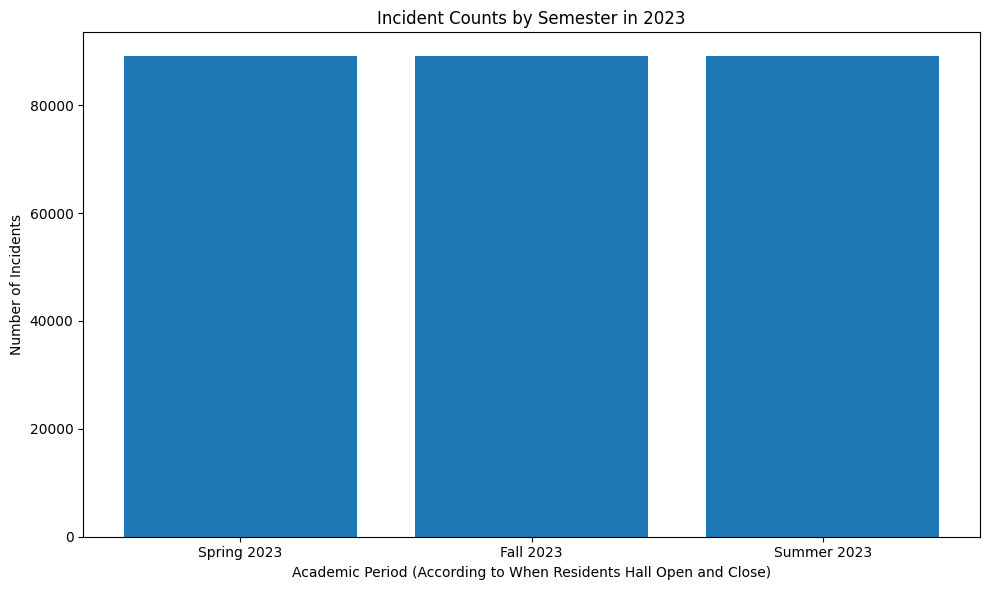 Incident Counts by Semester in 2023
Number of Incidents
80000
60000
40000
20000
0
Spring 2023
Fall 2023
Summer 2023
Academic Period (According to When Residents Hall Open and Close)